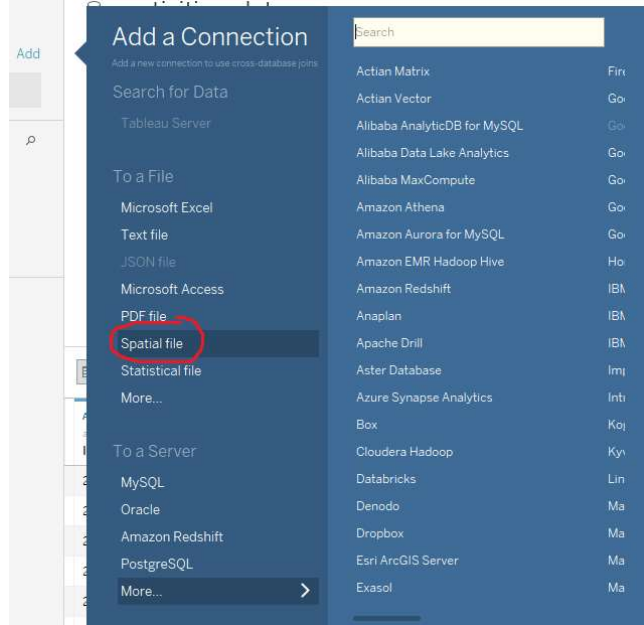 Add
Add a Connection
Add a new connection to use cross-database joins
Search for Data
Tableau Server
To a File
Microsoft Excel
Text file
JSON file
Microsoft Access
PDF file
Spatial file
Statistical file
More...
To a Server
MySQL
Oracle
Amazon Redshift
PostgreSQL
More...
Search
Actian Matrix
Actian Vector
Alibaba AnalyticDB for MySQL
Alibaba Data Lake Analytics
Alibaba MaxCompute
Amazon Athena
Amazon Aurora for MySQL
Amazon EMR Hadoop Hive
Amazon Redshift
Anaplan
Apache Drill
Aster Database
Azure Synapse Analytics
Box
Cloudera Hadoop
Databricks
Denodo
Dropbox
Esri ArcGIS Server
Exasol